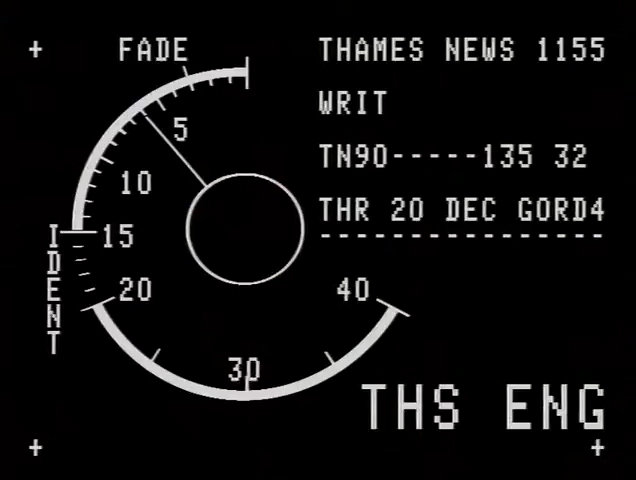 FADE
THAMES NEWS 1155
WRIT
5
TN90-----135 32
10
THR 20 DEC GORD4
----------------
15
IDENT
20
40
30
THS ENG